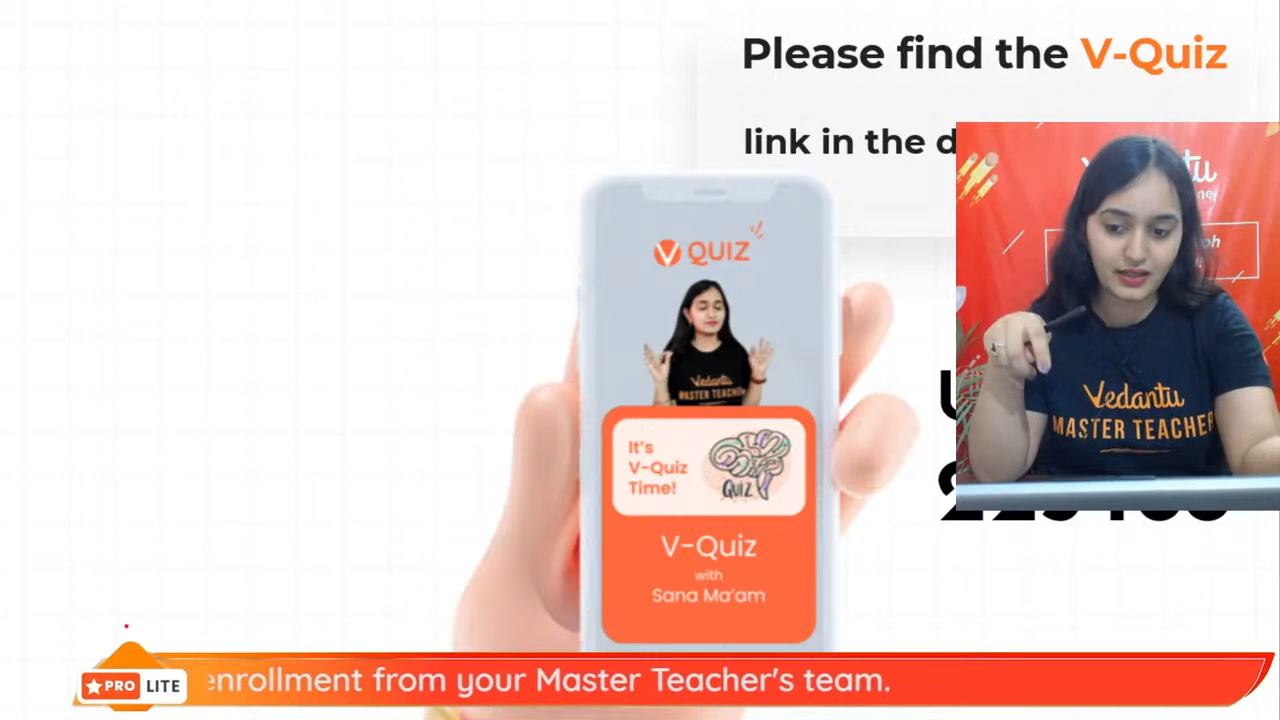 Please find the V-Quiz
link in the
V QUIZ
Vedantu
MASTER TEACHER
It's
V-Quiz
Time!
QUIZ
V-Quiz
with
Sana Ma'am
Vedantu
MASTER TEACHER
PRO LITE
enrollment from your Master Teacher's team.